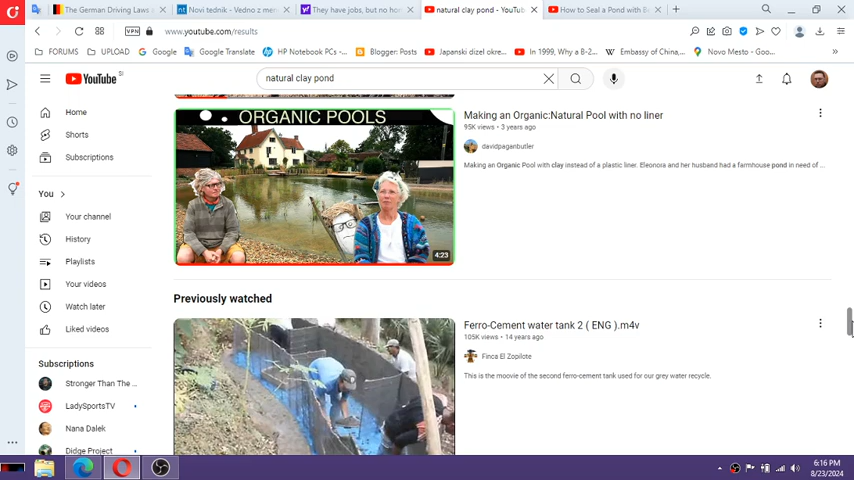 The German Driving Laws a
Novi tednik - Vedno z me
They have jobs, but no ho
natural clay pond - YouTu
How to Seal a Pond with Be
VPN
www.youtube.com/results
FORUMS
UPLOAD
Google
Google Translate
HP Notebook PCs -...
Blogger: Posts
Japanski dizel okre...
In 1999, Why a B-2...
Embassy of China,...
Novo Mesto - Goo...
YouTube SI
natural clay pond
Home
Shorts
Subscriptions
You
Your channel
History
Playlists
Your videos
Watch later
Liked videos
Subscriptions
Stronger Than The ...
LadySportsTV
Nana Dalek
Didge Project
ORGANIC POOLS
4:23
Making an Organic:Natural Pool with no liner
95K views • 3 years ago
davidpaganbutler
Making an Organic Pool with clay instead of a plastic liner. Eleonora and her husband had a farmhouse pond in need of ...
Previously watched
Ferro-Cement water tank 2 ( ENG ).m4v
105K views • 14 years ago
Finca El Zopilote
This is the moovie of the second ferro-cement tank used for our grey water recycle.
6:16 PM
8/23/2024